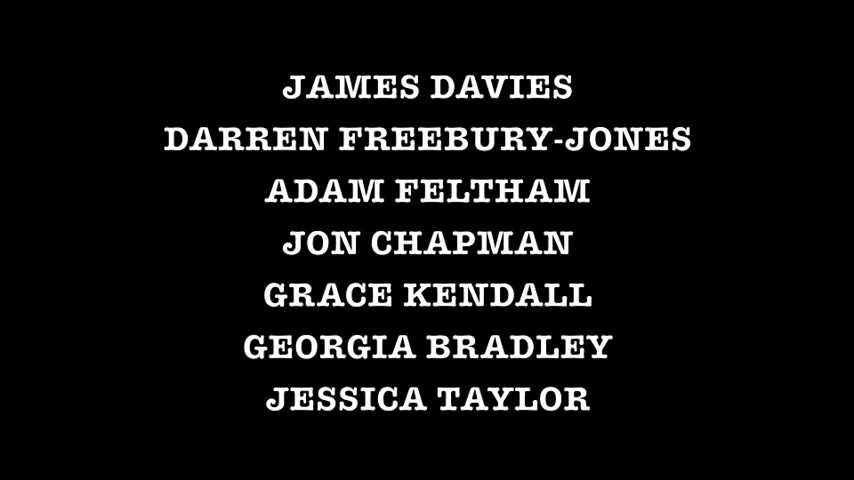 JAMES DAVIES
DARREN FREEBURY-JONES
ADAM FELTHAM
JON CHAPMAN
GRACE KENDALL
GEORGIA BRADLEY
JESSICA TAYLOR